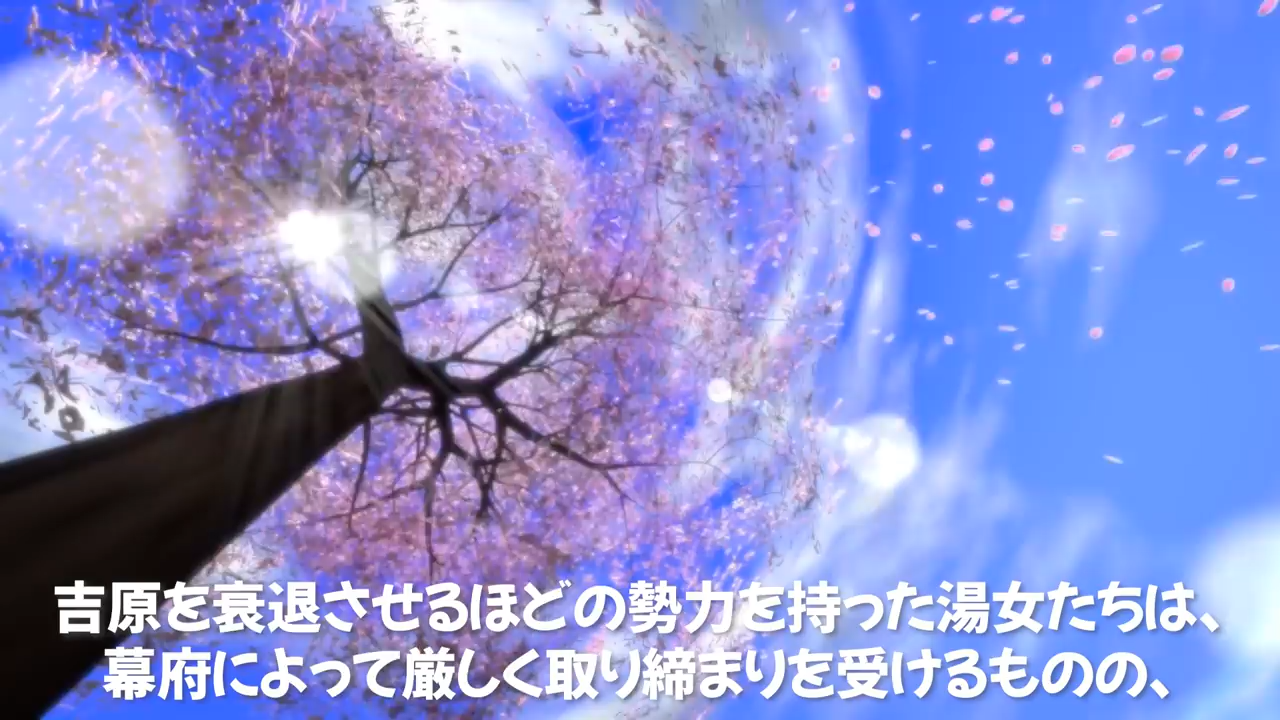 吉原を衰退させるほどの勢力を持った湯女たちは、
幕府によって厳しく取り締まりを受けるものの、